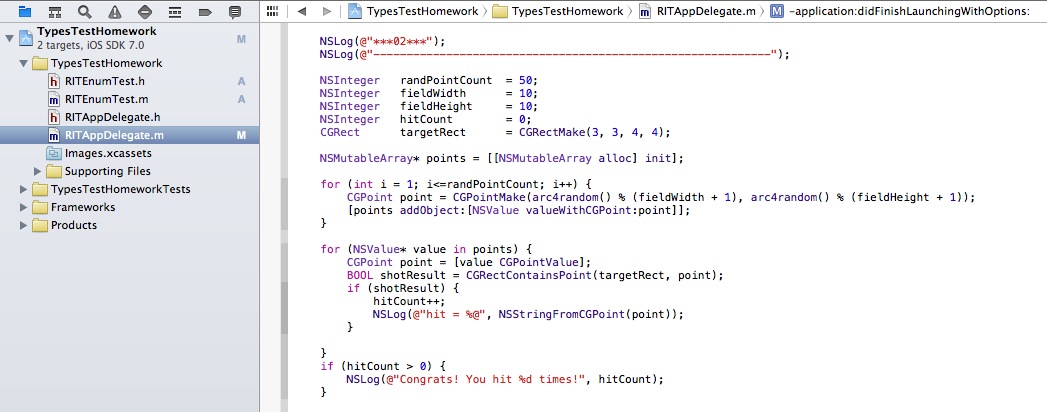 TypesTestHomework
2 targets, iOS SDK 7.0
M
TypesTestHomework
RITEnumTest.h
A
RITEnumTest.m
A
RITAppDelegate.h
RITAppDelegate.m
M
Images.xcassets
Supporting Files
TypesTestHomeworkTests
Frameworks
Products
TypesTestHomework
TypesTestHomework
RITAppDelegate.m
M
-application:didFinishLaunchingWithOptions:
NSLog(@"***02***");
NSLog(@"--------------------------------------------------------------");
NSInteger   randPointCount  = 50;
NSInteger   fieldWidth      = 10;
NSInteger   fieldHeight     = 10;
NSInteger   hitCount        = 0;
CGRect      targetRect      = CGRectMake(3, 3, 4, 4);
NSMutableArray* points = [[NSMutableArray alloc] init];
for (int i = 1; i<=randPointCount; i++) {
CGPoint point = CGPointMake(arc4random() % (fieldWidth + 1), arc4random() % (fieldHeight + 1));
[points addObject:[NSValue valueWithCGPoint:point]];
}
for (NSValue* value in points) {
CGPoint point = [value CGPointValue];
BOOL shotResult = CGRectContainsPoint(targetRect, point);
if (shotResult) {
hitCount++;
NSLog(@"hit = %@", NSStringFromCGPoint(point));
}
}
if (hitCount > 0) {
NSLog(@"Congrats! You hit %d times!", hitCount);
}